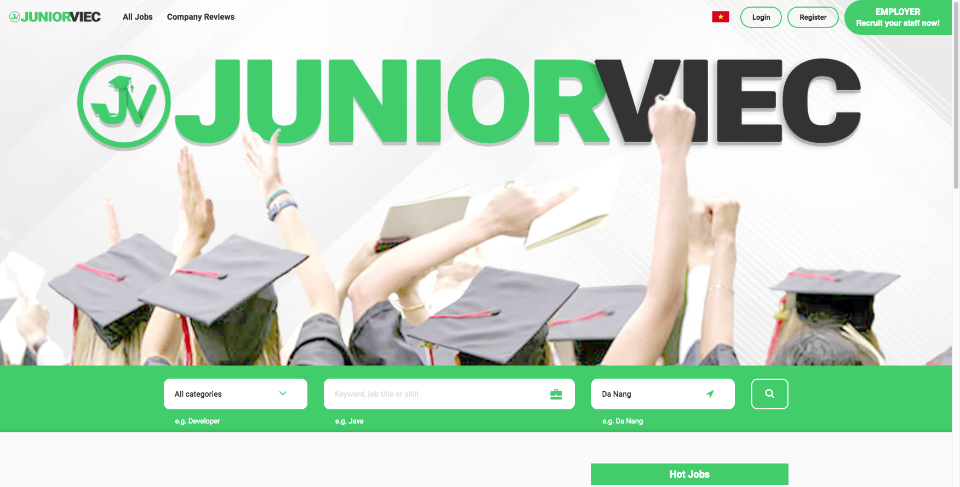 JUNIORVIEC
All Jobs
Company Reviews
Login
Register
EMPLOYER
Recruit your staff now!
JV
JUNIORVIEC
All categories
Keyword, job title or skill
Da Nang
e.g. Developer
e.g. Java
e.g. Da Nang
Hot Jobs